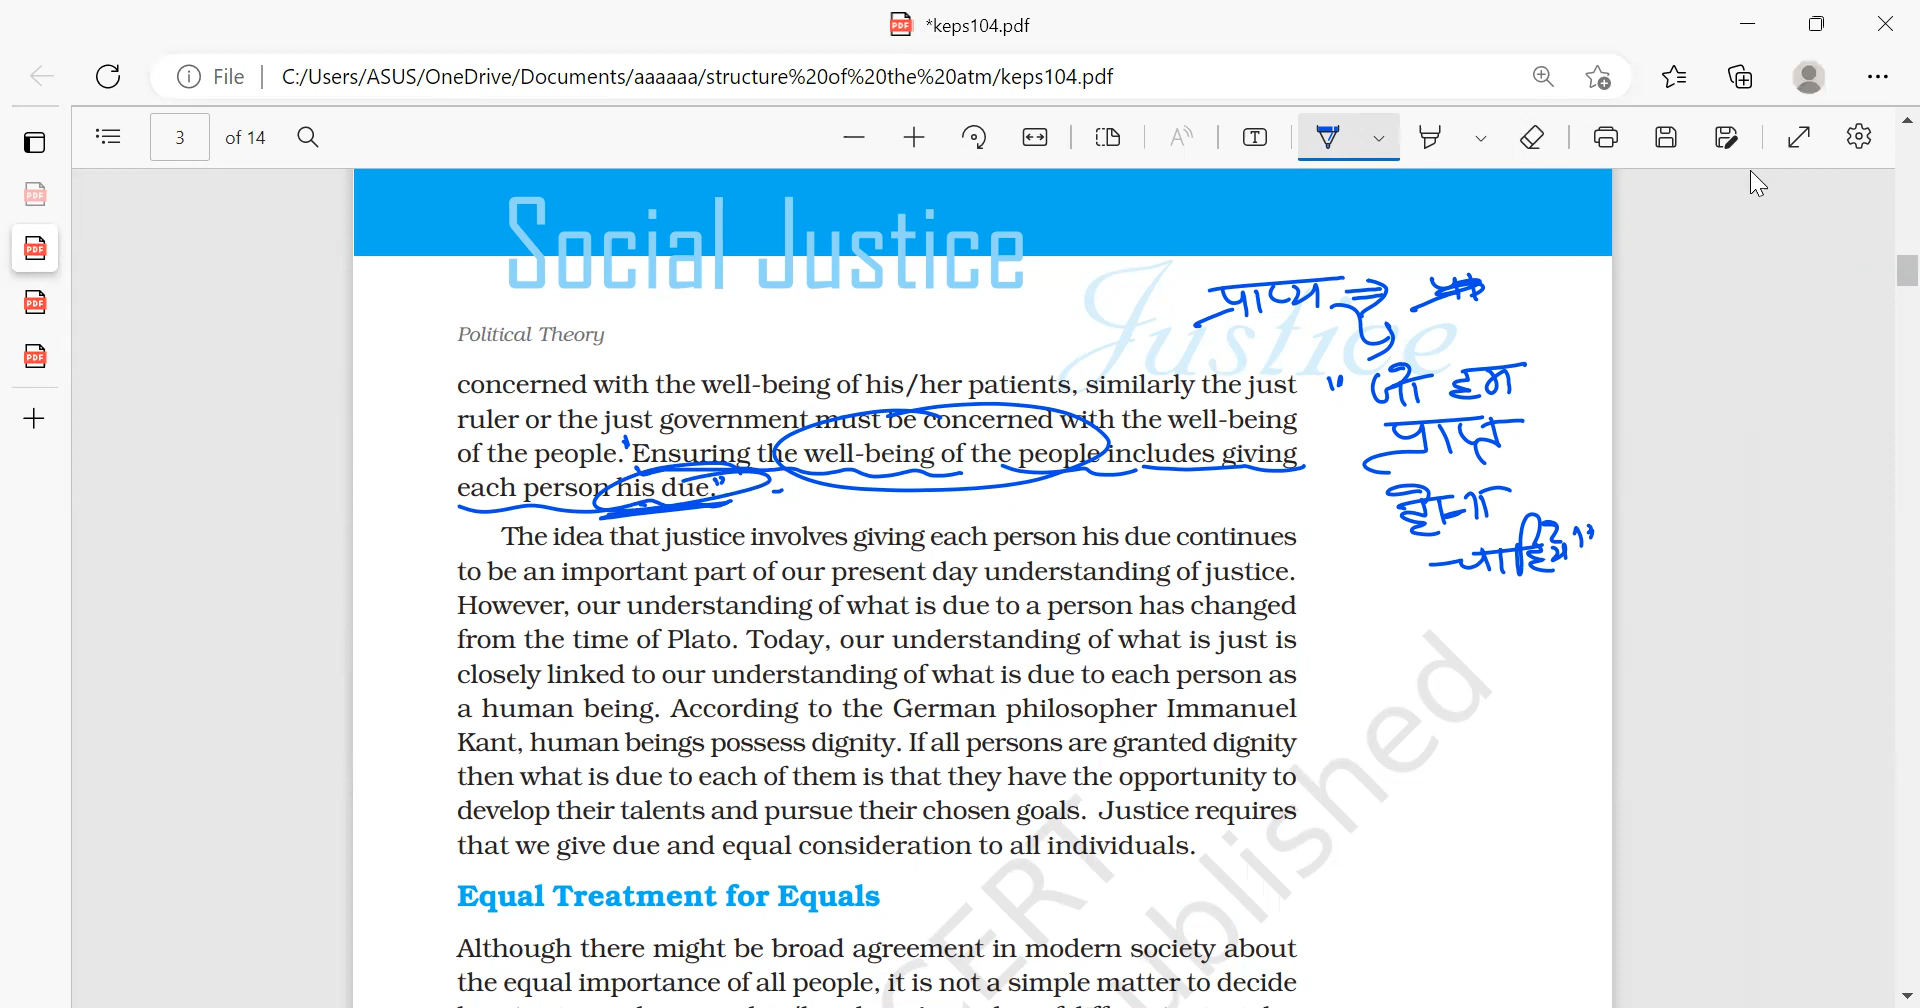 *keps104.pdf
File
C:/Users/ASUS/OneDrive/Documents/aaaaaa/structure%20of%20the%20atm/keps104.pdf
3 of 14
Social Justice
Justice
Political Theory
प्राप्य ⇒
concerned with the well-being of his/her patients, similarly the just
ruler or the just government must be concerned with the well-being
of the people. Ensuring the well-being of the people includes giving
each person his due.
" जो हम
प्राप्त
होना
चाहिए "
The idea that justice involves giving each person his due continues
to be an important part of our present day understanding of justice.
However, our understanding of what is due to a person has changed
from the time of Plato. Today, our understanding of what is just is
closely linked to our understanding of what is due to each person as
a human being. According to the German philosopher Immanuel
Kant, human beings possess dignity. If all persons are granted dignity
then what is due to each of them is that they have the opportunity to
develop their talents and pursue their chosen goals. Justice requires
that we give due and equal consideration to all individuals.
Equal Treatment for Equals
Although there might be broad agreement in modern society about
the equal importance of all people, it is not a simple matter to decide